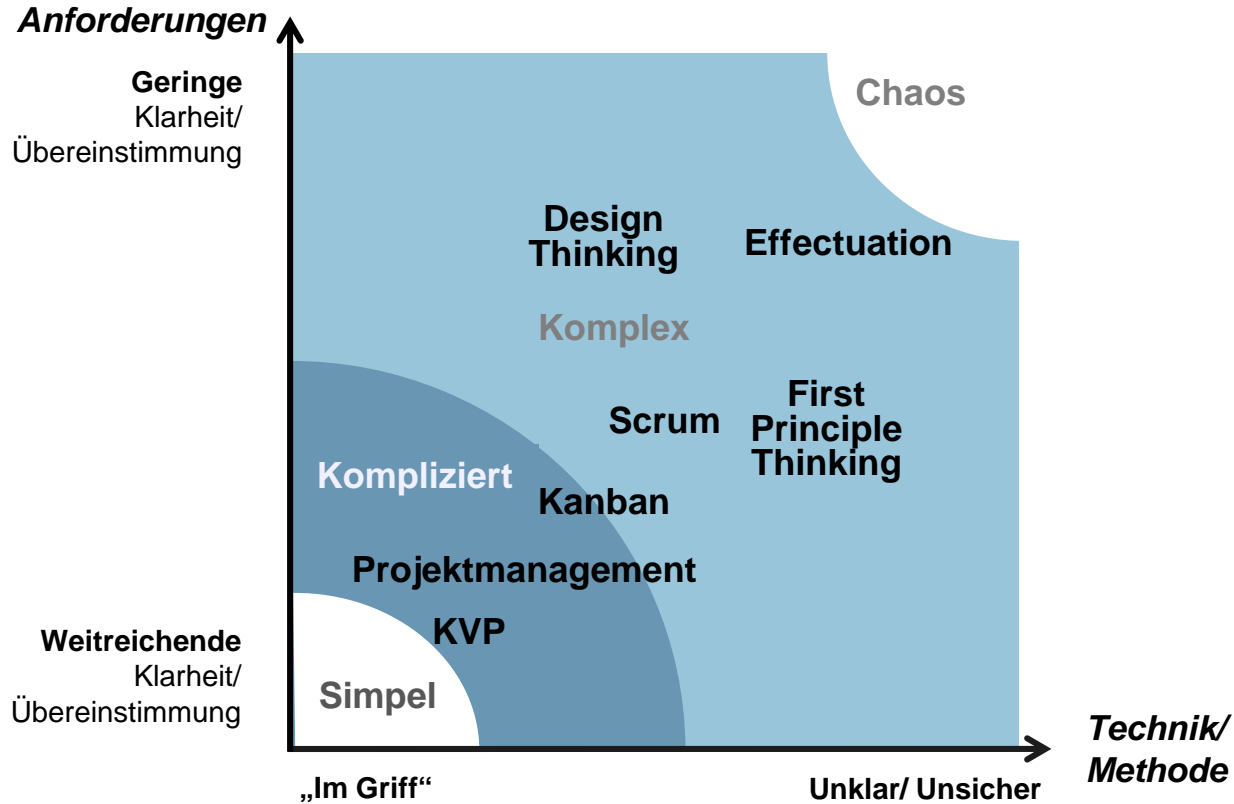 Anforderungen
Geringe
Klarheit/
Übereinstimmung
Chaos
Design
Thinking
Effectuation
Komplex
First
Principle
Thinking
Scrum
Kompliziert
Kanban
Projektmanagement
KVP
Weitreichende
Klarheit/
Übereinstimmung
Simpel
Technik/
Methode
„Im Griff“
Unklar/ Unsicher